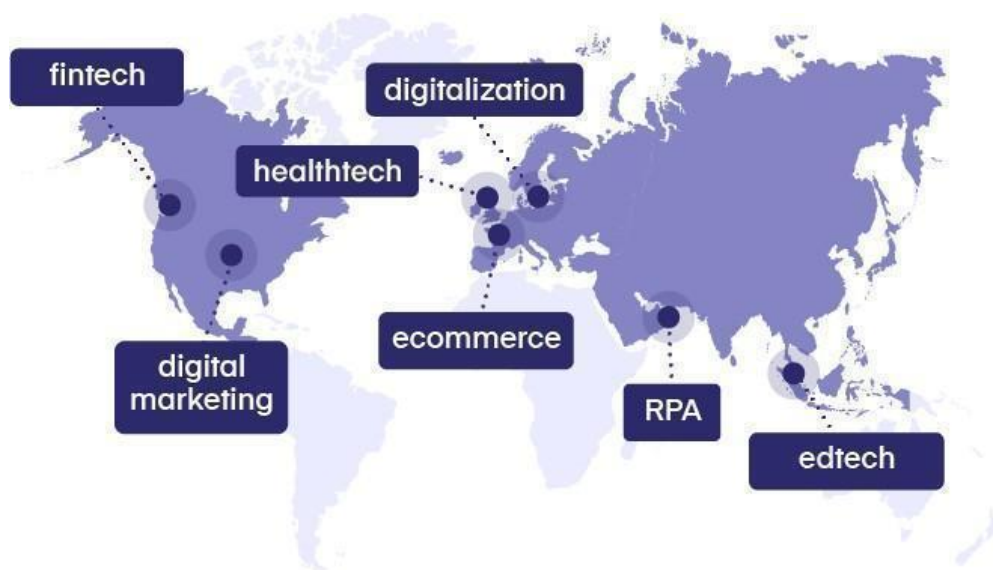 fintech
digitalization
healthtech
ecommerce
digital
marketing
RPA
edtech